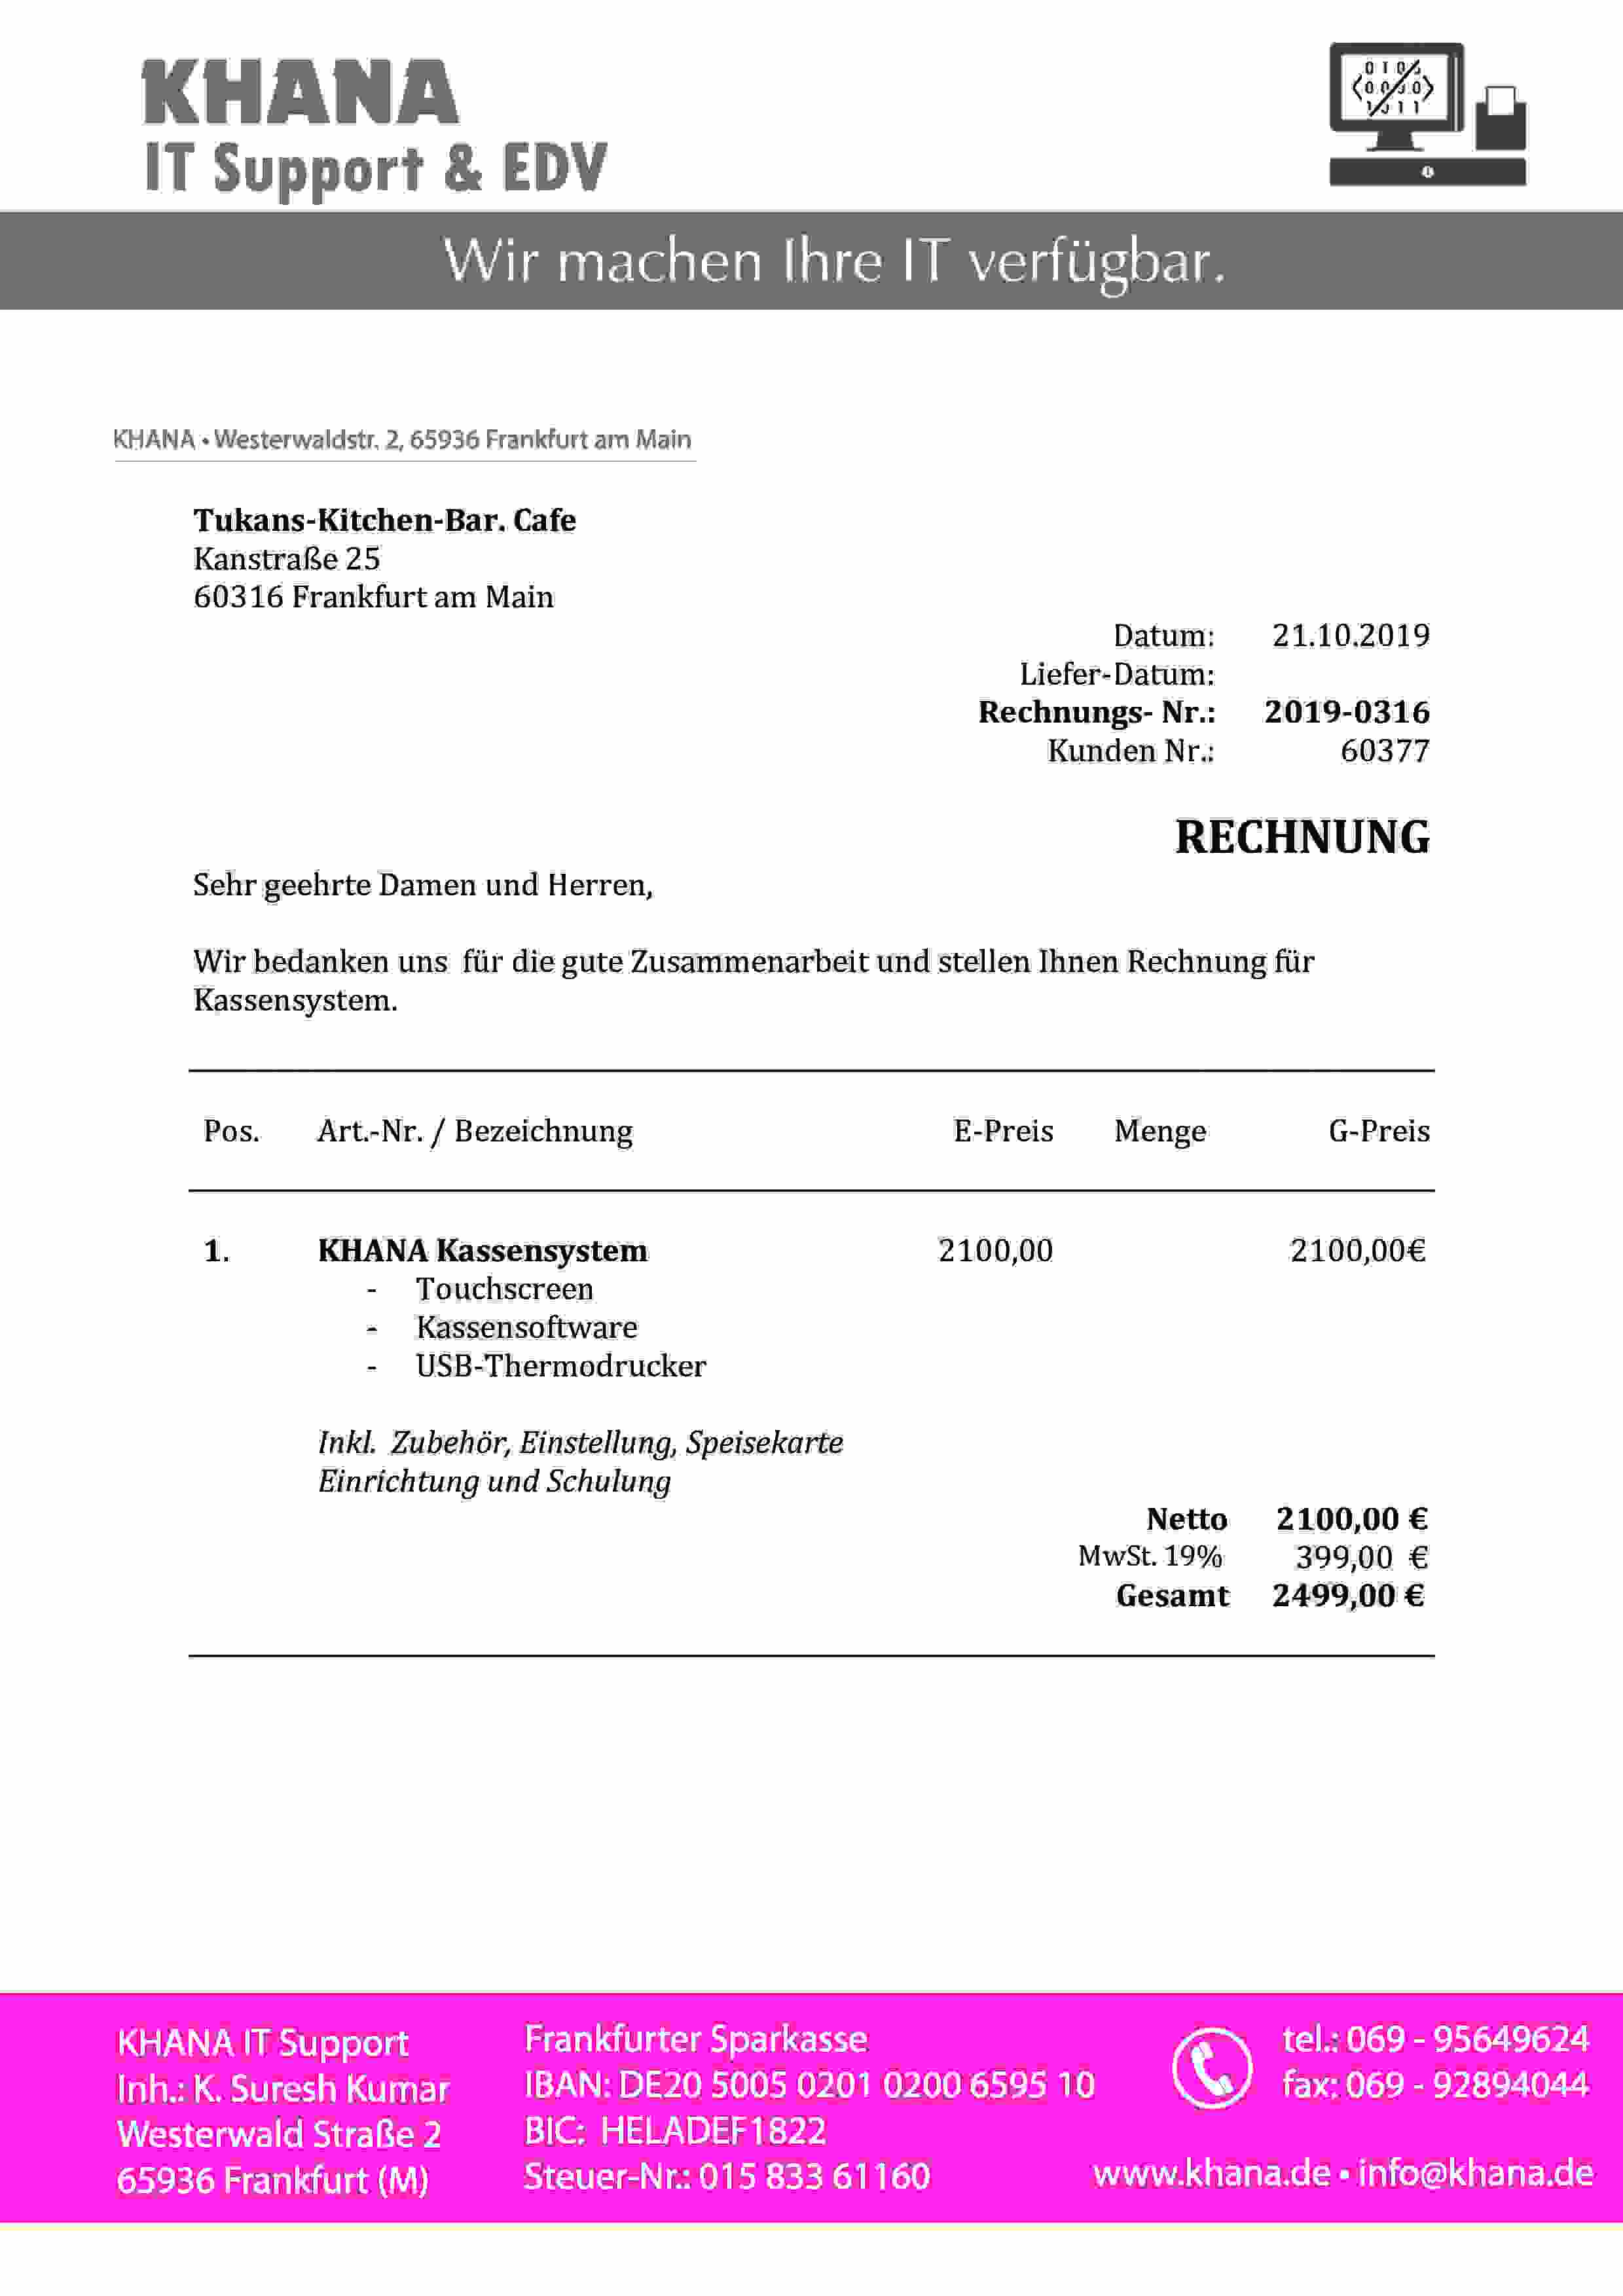 KHANA
IT Support & EDV
Wir machen Ihre IT verfügbar.
KHANA • Westerwaldstr. 2, 65936 Frankfurt am Main
Tukans-Kitchen-Bar. Cafe
Kanstraße 25
60316 Frankfurt am Main
Datum: 21.10.2019
Liefer-Datum:
Rechnungs- Nr.: 2019-0316
Kunden Nr.: 60377
RECHNUNG
Sehr geehrte Damen und Herren,
Wir bedanken uns für die gute Zusammenarbeit und stellen Ihnen Rechnung für
Kassensystem.
Pos. Art.-Nr. / Bezeichnung E-Preis Menge G-Preis
1. KHANA Kassensystem 2100,00 2100,00€
- Touchscreen
- Kassensoftware
- USB-Thermodrucker
Inkl. Zubehör, Einstellung, Speisekarte
Einrichtung und Schulung
Netto 2100,00 €
MwSt. 19% 399,00 €
Gesamt 2499,00 €
KHANA IT Support
Inh.: K. Suresh Kumar
Westerwald Straße 2
65936 Frankfurt (M)
Frankfurter Sparkasse
IBAN: DE20 5005 0201 0200 6595 10
BIC: HELADEF1822
Steuer-Nr.: 015 833 61160
tel.: 069 - 95649624
fax: 069 - 92894044
www.khana.de • info@khana.de